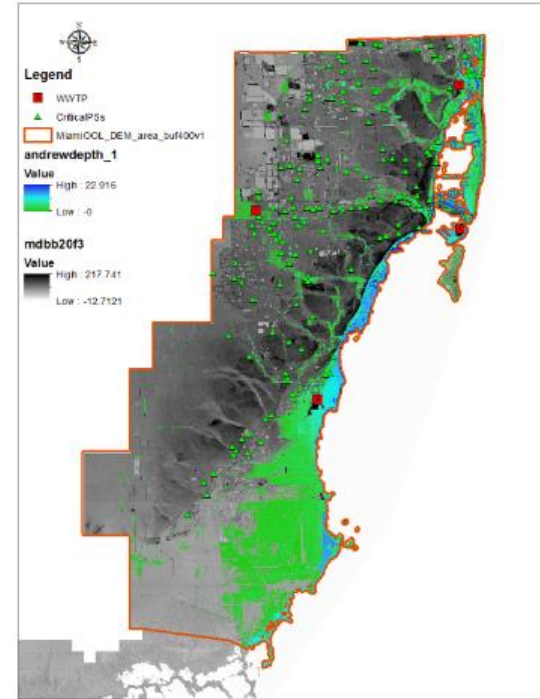 N
Legend
WWTP
CriticalPSs
MiamiOOL_DEM_area_buf400v1
andrewdepth_1
Value
High : 22.916
Low : -0
mdbb20f3
Value
High : 217.741
Low : -12.7121